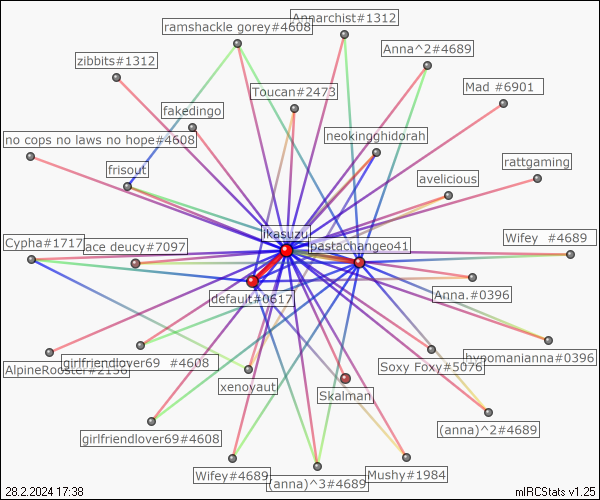 ramshackle gorey#4608
Annarchist#1312
Anna^2#4689
zibbits#1312
Toucan#2473
Mad #6901
fakedingo
neokingghidorah
no cops no laws no hope#4608
frisout
rattgaming
avelicious
ikasuzu
Cypha#1717
ace deucy#7097
pastachangeo41
Wifey #4689
default#0617
Anna.#0396
AlpineRooster#2158
girlfriendlover69 #4608
xenovaut
Skalman
Soxy Foxy#5076
hypnomianna#0396
girlfriendlover69#4608
(anna)^2#4689
Wifey#4689
(anna)^3#4689
Mushy#1984
28.2.2024 17:38
mIRCStats v1.25